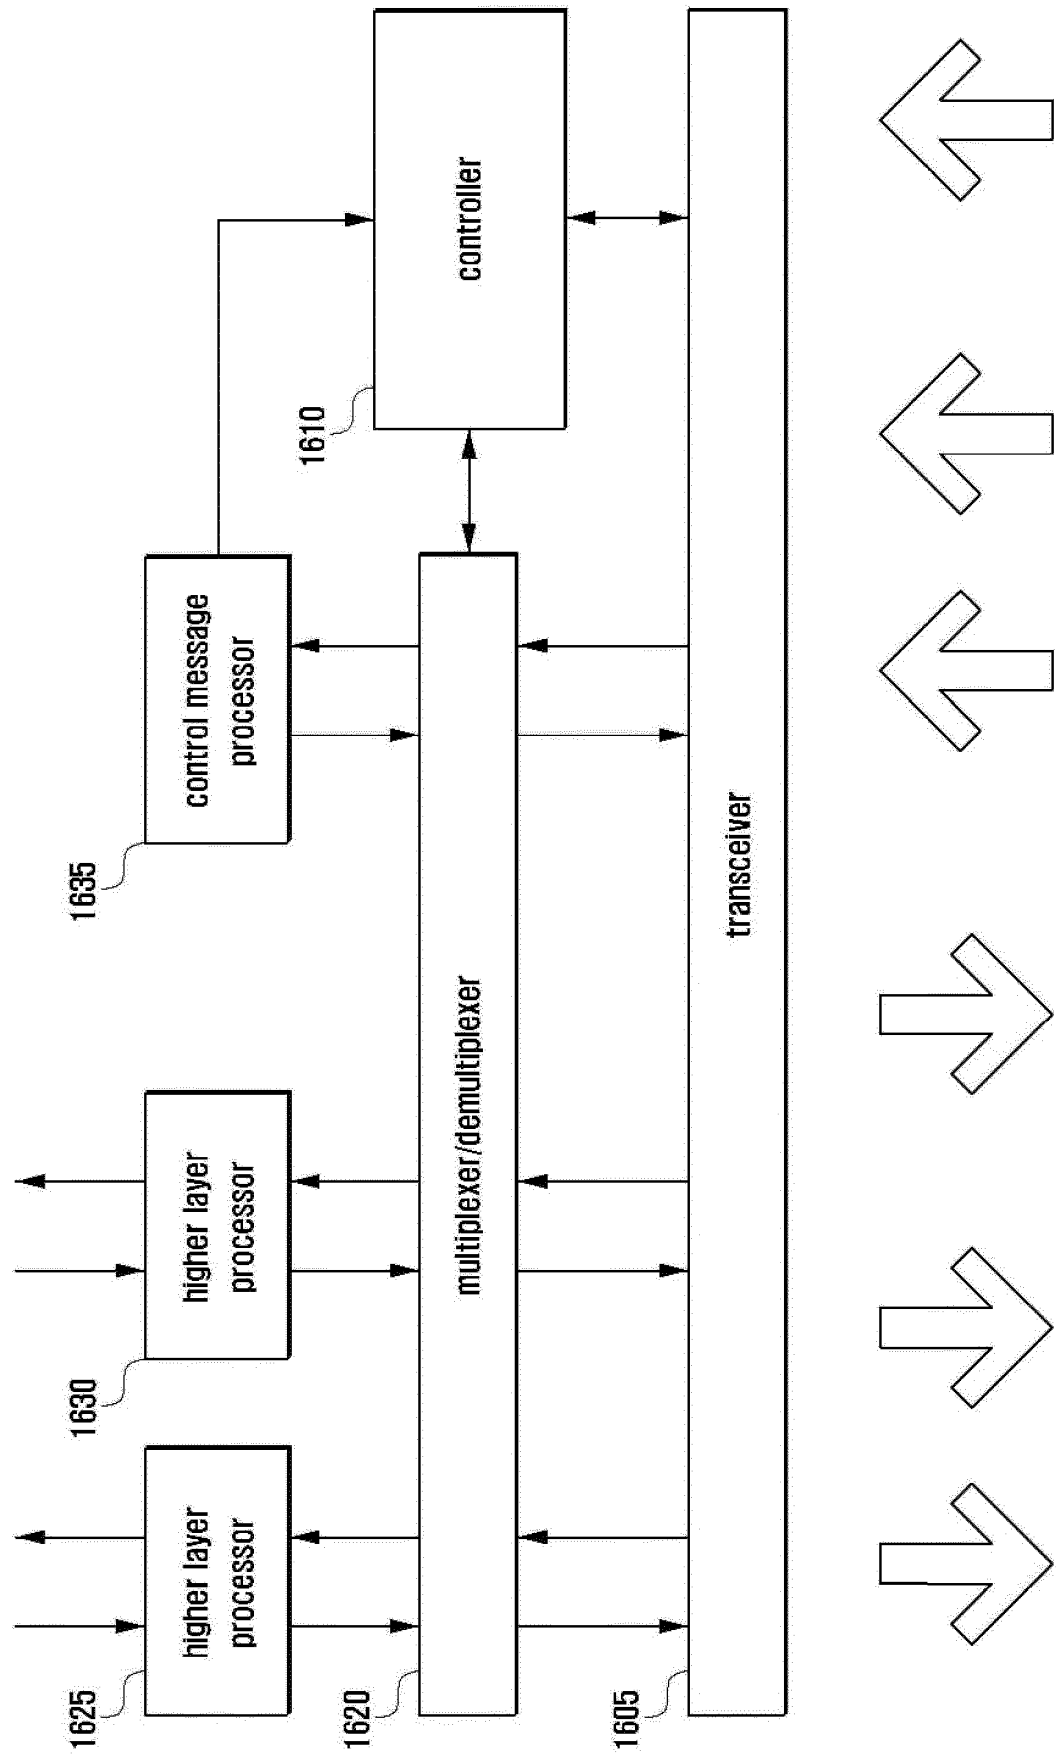 1625
higher layer
processor
1630
higher layer
processor
1635
control message
processor
1620
multiplexer/demultiplexer
1610
controller
1605
transceiver